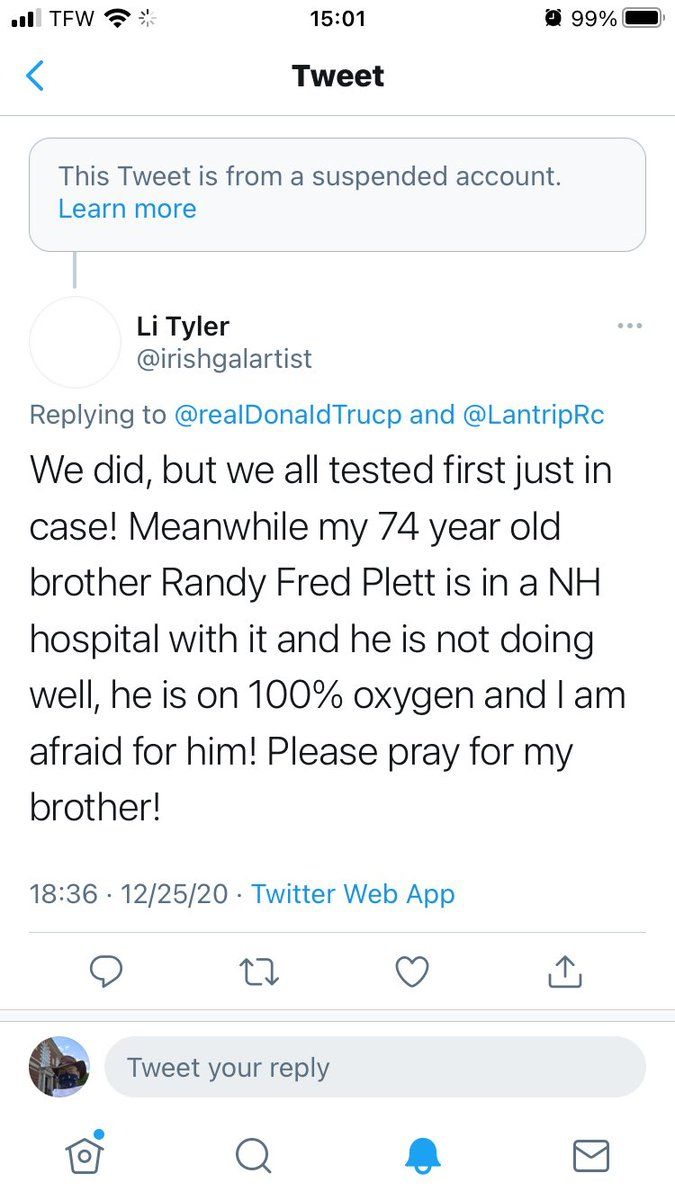 TFW 15:01 99%
Tweet
This Tweet is from a suspended account.
Learn more
Li Tyler
@irishgalartist
Replying to @realDonaldTrucp and @LantripRc
We did, but we all tested first just in
case! Meanwhile my 74 year old
brother Randy Fred Plett is in a NH
hospital with it and he is not doing
well, he is on 100% oxygen and I am
afraid for him! Please pray for my
brother!
18:36 · 12/25/20 · Twitter Web App
Tweet your reply